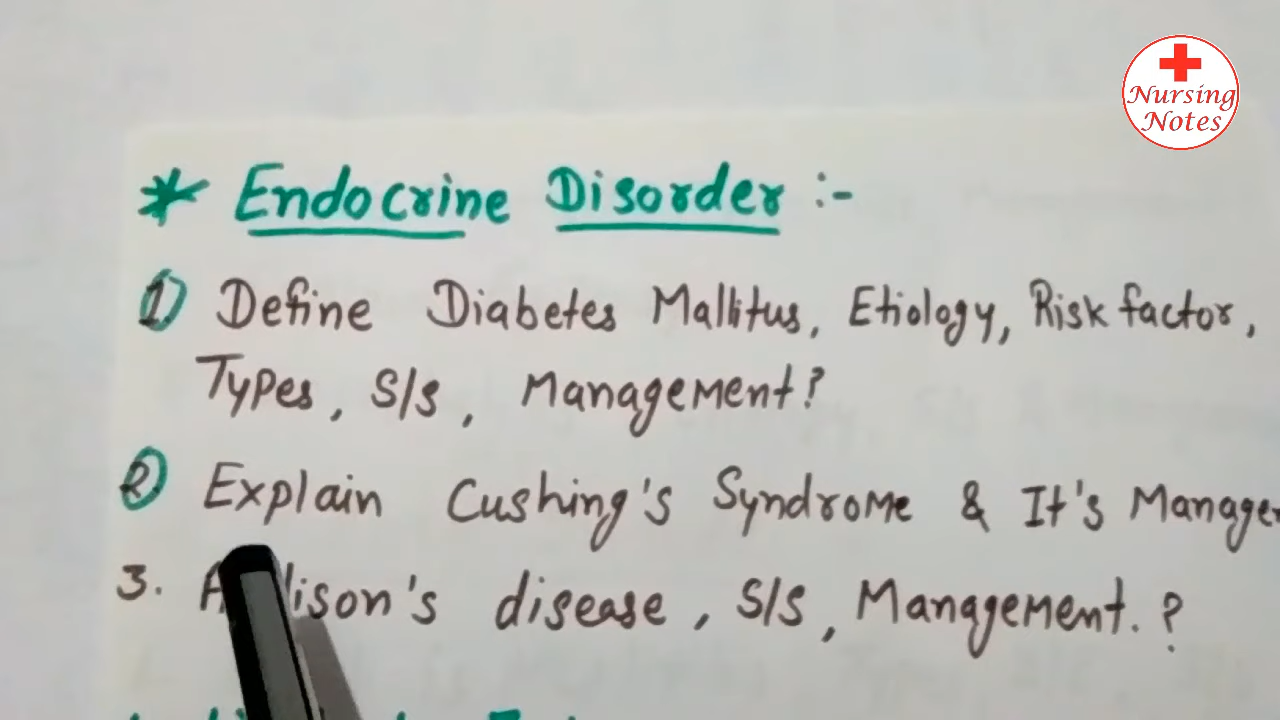 Nursing
Notes
* Endocrine Disorder :-
1) Define Diabetes Mallitus, Etiology, Risk factor,
Types, S/S, Management?
2) Explain Cushing's Syndrome & It's Manage
3. disease, S/S, Management.?